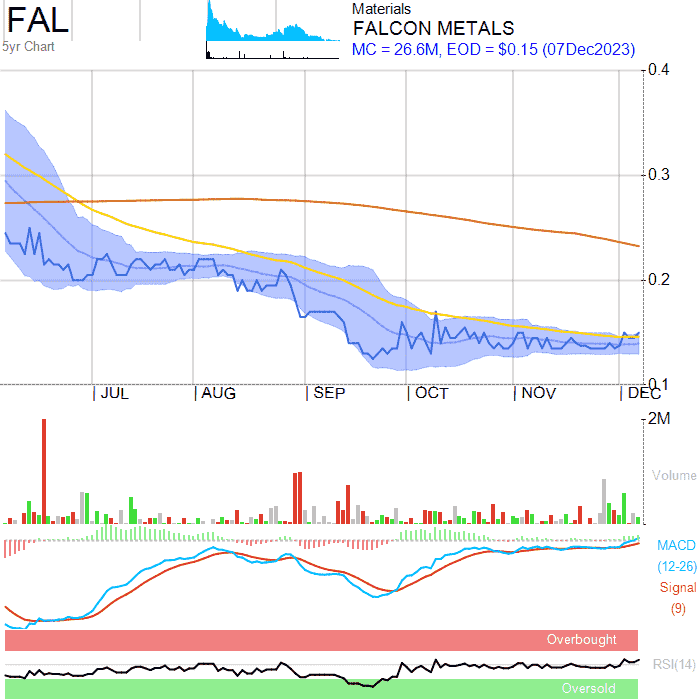 FAL
5yr Chart
Materials
FALCON METALS
MC = 26.6M, EOD = $0.15 (07Dec2023)
0.4
0.3
0.2
0.1
JUL
AUG
SEP
OCT
NOV
DEC
2M
Volume
MACD
(12-26)
Signal
(9)
Overbought
RSI(14)
Oversold